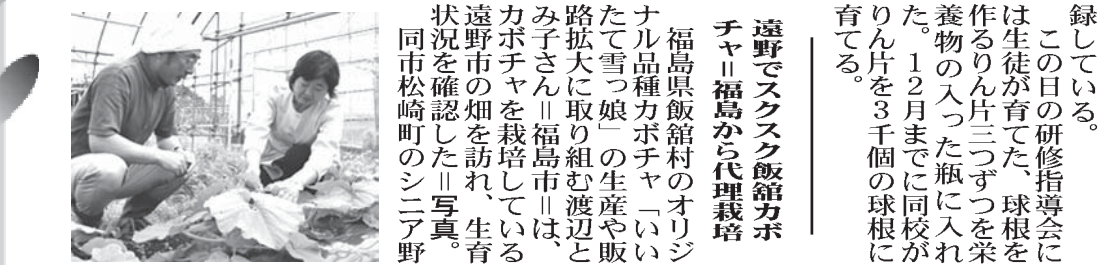 録している。
この日の研修指導会に
は生徒が育てた、球根を
作るりん片三つずつを栄
養物の入った瓶に入れ
た。12月までに同校が
りん片を3千個の球根に
育てる。
遠野でスクスク飯舘カボ
チャ＝福島から代理栽培
福島県飯舘村のオリジ
ナル品種カボチャ「いい
たて雪っ娘」の生産や販
路拡大に取り組む渡辺と
み子さん＝福島市＝は、
カボチャを栽培している
遠野市の畑を訪れ、生育
状況を確認した＝写真。
同市松崎町のシニア野